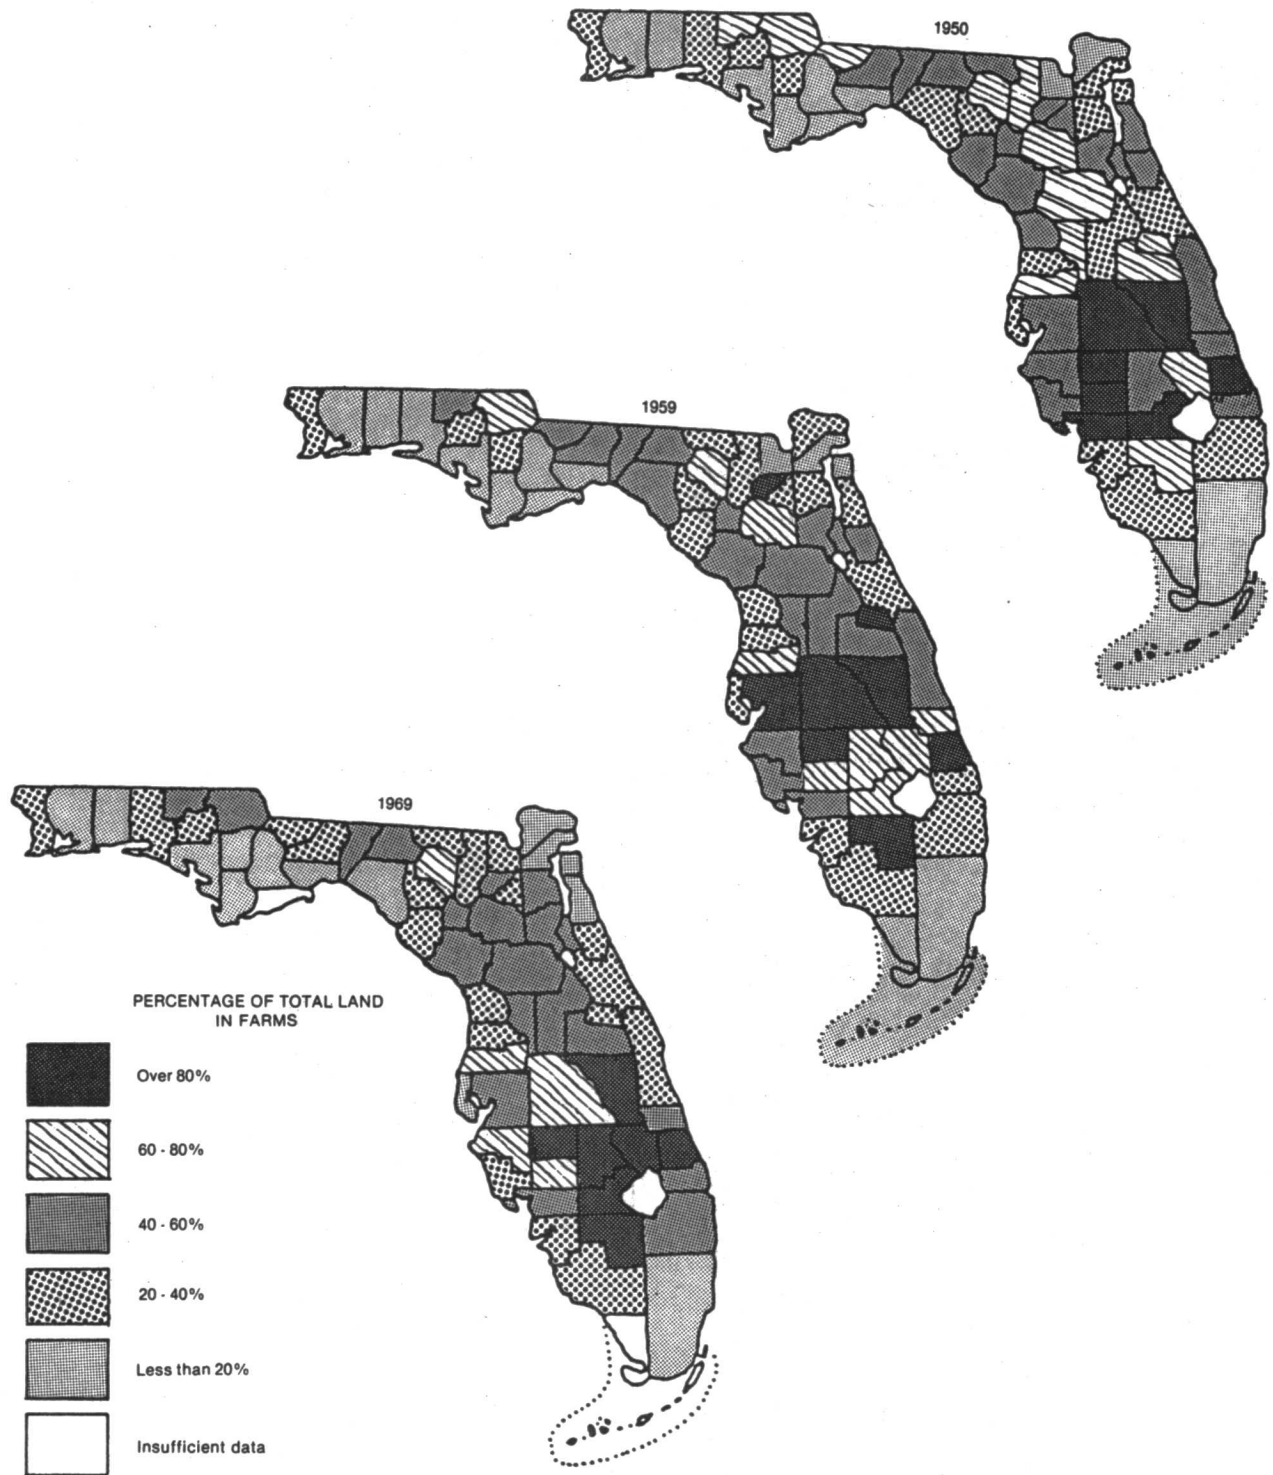 1950
1959
1969
PERCENTAGE OF TOTAL LAND
IN FARMS
Over 80%
60 - 80%
40 - 60%
20 - 40%
Less than 20%
Insufficient data